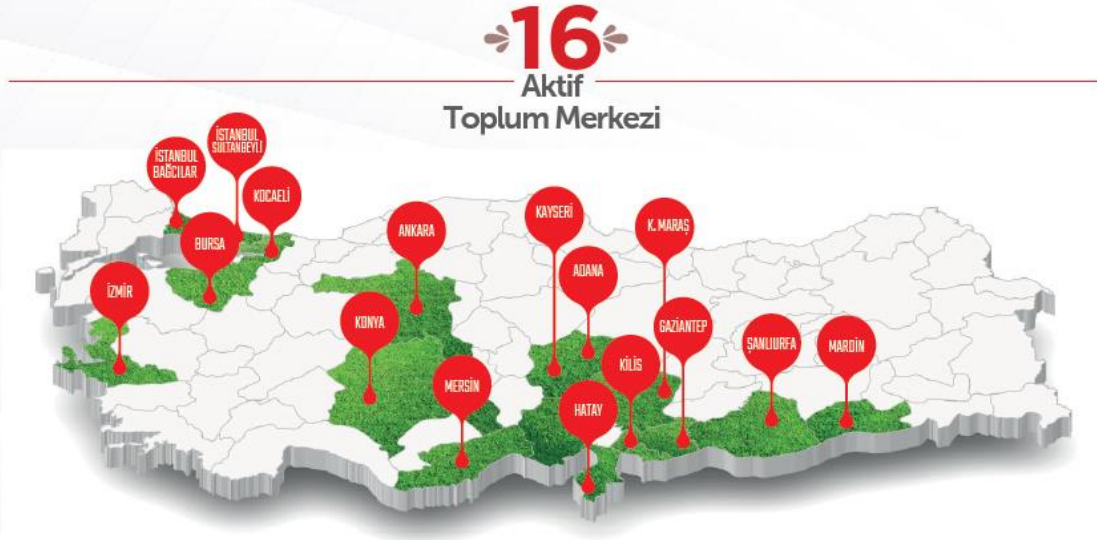 16
Aktif
Toplum Merkezi
İSTANBUL
BAĞCILAR
İSTANBUL
SULTANBEYLİ
KOCAELİ
BURSA
İZMİR
ANKARA
KONYA
MERSİN
KAYSERİ
ADANA
K. MARAŞ
GAZİANTEP
KİLİS
HATAY
ŞANLIURFA
MARDİN